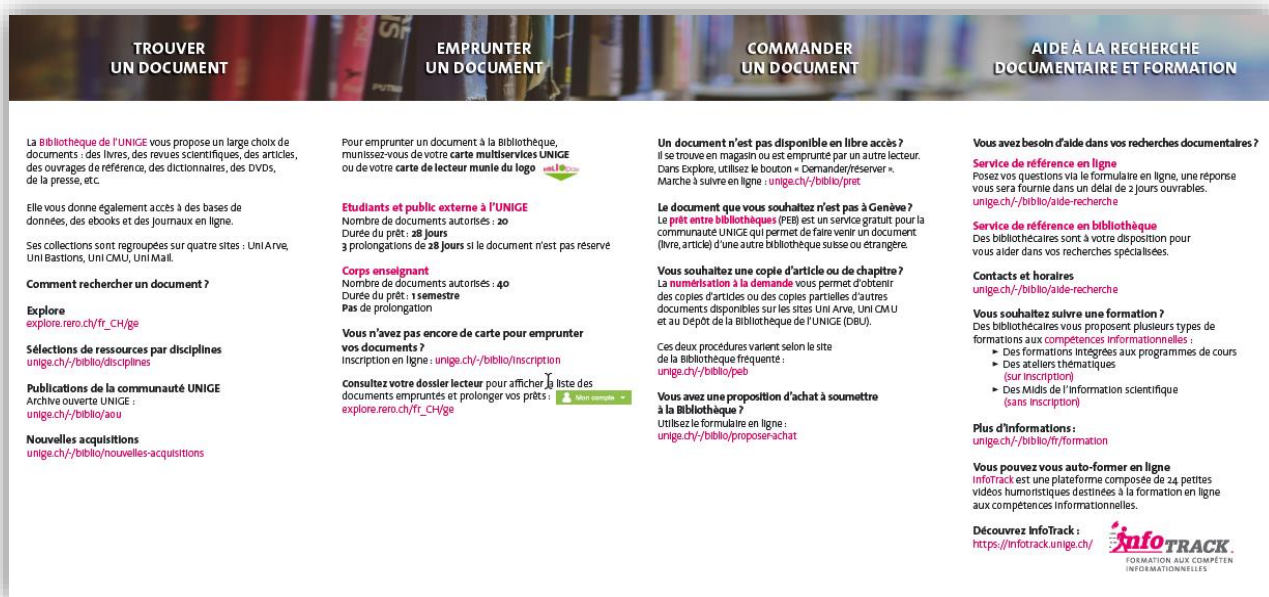 TROUVER
UN DOCUMENT
La Bibliothèque de l'UNIGE vous propose un large choix de
documents : des livres, des revues scientifiques, des articles,
des ouvrages de référence, des dictionnaires, des DVDs,
de la presse, etc.
Elle vous donne également accès à des bases de
données, des ebooks et des journaux en ligne.
Ses collections sont regroupées sur quatre sites : Uni Arve,
Uni Bastions, Uni CMU, Uni Mail.
Comment rechercher un document ?
Explore
explore.rero.ch/fr_CH/ge
Sélections de ressources par disciplines
unige.ch/-/biblio/disciplines
Publications de la communauté UNIGE
Archive ouverte UNIGE :
unige.ch/-/biblio/aou
Nouvelles acquisitions
unige.ch/-/biblio/nouvelles-acquisitions
EMPRUNTER
UN DOCUMENT
Pour emprunter un document à la Bibliothèque,
munissez-vous de votre carte multiservices UNIGE
ou de votre carte de lecteur munie du logo
Etudiants et public externe à l'UNIGE
Nombre de documents autorisés : 20
Durée du prêt : 28 jours
3 prolongations de 28 jours si le document n'est pas réservé
Corps enseignant
Nombre de documents autorisés : 40
Durée du prêt : 1 semestre
Pas de prolongation
Vous n'avez pas encore de carte pour emprunter
vos documents ?
Inscription en ligne : unige.ch/-/biblio/inscription
Consultez votre dossier lecteur pour afficher la liste des
documents empruntés et prolonger vos prêts : Mon compte
explore.rero.ch/fr_CH/ge
COMMANDER
UN DOCUMENT
Un document n'est pas disponible en libre accès ?
Il se trouve en magasin ou est emprunté par un autre lecteur.
Dans Explore, utilisez le bouton « Demander/réserver ».
Marche à suivre en ligne : unige.ch/-/biblio/pret
Le document que vous souhaitez n'est pas à Genève ?
Le prêt entre bibliothèques (PEB) est un service gratuit pour la
communauté UNIGE qui permet de faire venir un document
(livre, article) d'une autre bibliothèque suisse ou étrangère.
Vous souhaitez une copie d'article ou de chapitre ?
La numérisation à la demande vous permet d'obtenir
des copies d'articles ou des copies partielles d'autres
documents disponibles sur les sites Uni Arve, Uni CMU
et au Dépôt de la Bibliothèque de l'UNIGE (DBU).
Ces deux procédures varient selon le site
de la Bibliothèque fréquenté :
unige.ch/-/biblio/peb
Vous avez une proposition d'achat à soumettre
à la Bibliothèque ?
Utilisez le formulaire en ligne :
unige.ch/-/biblio/proposer-achat
AIDE À LA RECHERCHE
DOCUMENTAIRE ET FORMATION
Vous avez besoin d'aide dans vos recherches documentaires ?
Service de référence en ligne
Posez vos questions via le formulaire en ligne, une réponse
vous sera fournie dans un délai de 2 jours ouvrables.
unige.ch/-/biblio/aide-recherche
Service de référence en bibliothèque
Des bibliothécaires sont à votre disposition pour
vous aider dans vos recherches spécialisées.
Contacts et horaires
unige.ch/-/biblio/aide-recherche
Vous souhaitez suivre une formation ?
Des bibliothécaires vous proposent plusieurs types de
formations aux compétences informationnelles :
► Des formations intégrées aux programmes de cours
► Des ateliers thématiques
(sur inscription)
► Des Midis de l'information scientifique
(sans inscription)
Plus d'informations :
unige.ch/-/biblio/fr/formation
Vous pouvez vous auto-former en ligne
InfoTrack est une plateforme composée de 24 petites
vidéos humoristiques destinées à la formation en ligne
aux compétences informationnelles.
Découvrez InfoTrack :
https://infotrack.unige.ch/
infoTRACK
FORMATION AUX COMPÉTEN
INFORMATIONNELLES